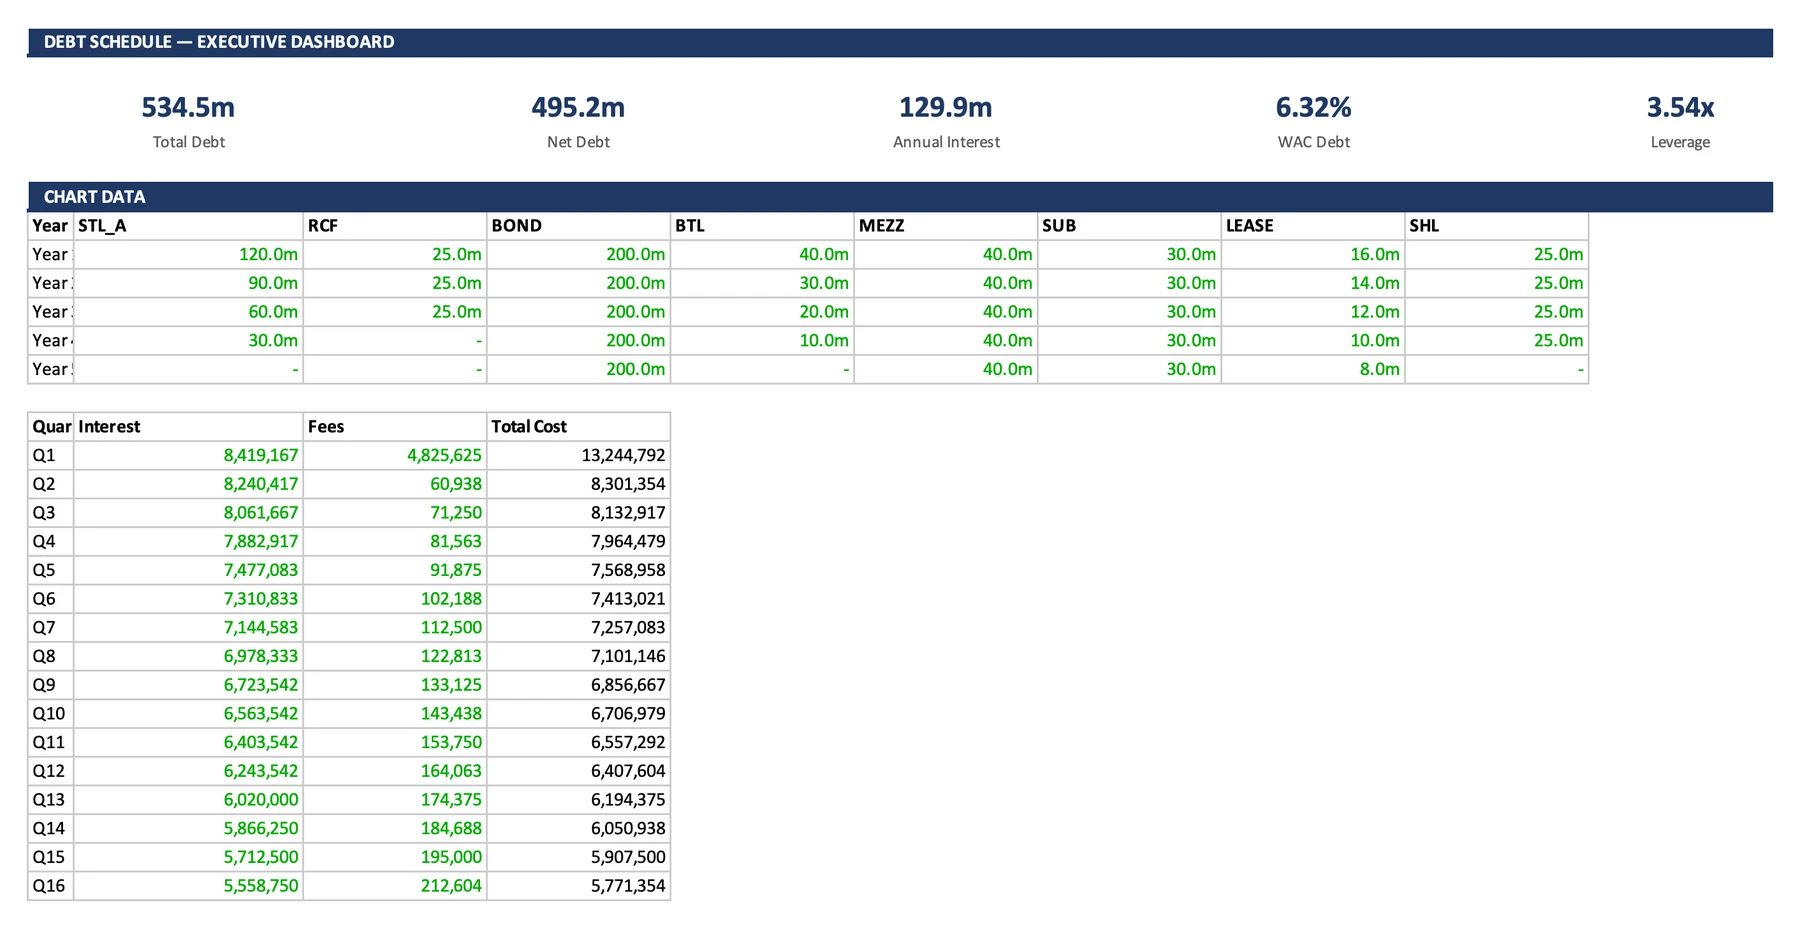 DEBT SCHEDULE — EXECUTIVE DASHBOARD
534.5m 495.2m 129.9m 6.32% 3.54x
Total Debt Net Debt Annual Interest WAC Debt Leverage
CHART DATA
Year STL_A RCF BOND BTL MEZZ SUB LEASE SHL
Year 120.0m 25.0m 200.0m 40.0m 40.0m 30.0m 16.0m 25.0m
Year 90.0m 25.0m 200.0m 30.0m 40.0m 30.0m 14.0m 25.0m
Year 60.0m 25.0m 200.0m 20.0m 40.0m 30.0m 12.0m 25.0m
Year 30.0m - 200.0m 10.0m 40.0m 30.0m 10.0m 25.0m
Year - - 200.0m - 40.0m 30.0m 8.0m -
Quar Interest Fees Total Cost
Q1 8,419,167 4,825,625 13,244,792
Q2 8,240,417 60,938 8,301,354
Q3 8,061,667 71,250 8,132,917
Q4 7,882,917 81,563 7,964,479
Q5 7,477,083 91,875 7,568,958
Q6 7,310,833 102,188 7,413,021
Q7 7,144,583 112,500 7,257,083
Q8 6,978,333 122,813 7,101,146
Q9 6,723,542 133,125 6,856,667
Q10 6,563,542 143,438 6,706,979
Q11 6,403,542 153,750 6,557,292
Q12 6,243,542 164,063 6,407,604
Q13 6,020,000 174,375 6,194,375
Q14 5,866,250 184,688 6,050,938
Q15 5,712,500 195,000 5,907,500
Q16 5,558,750 212,604 5,771,354